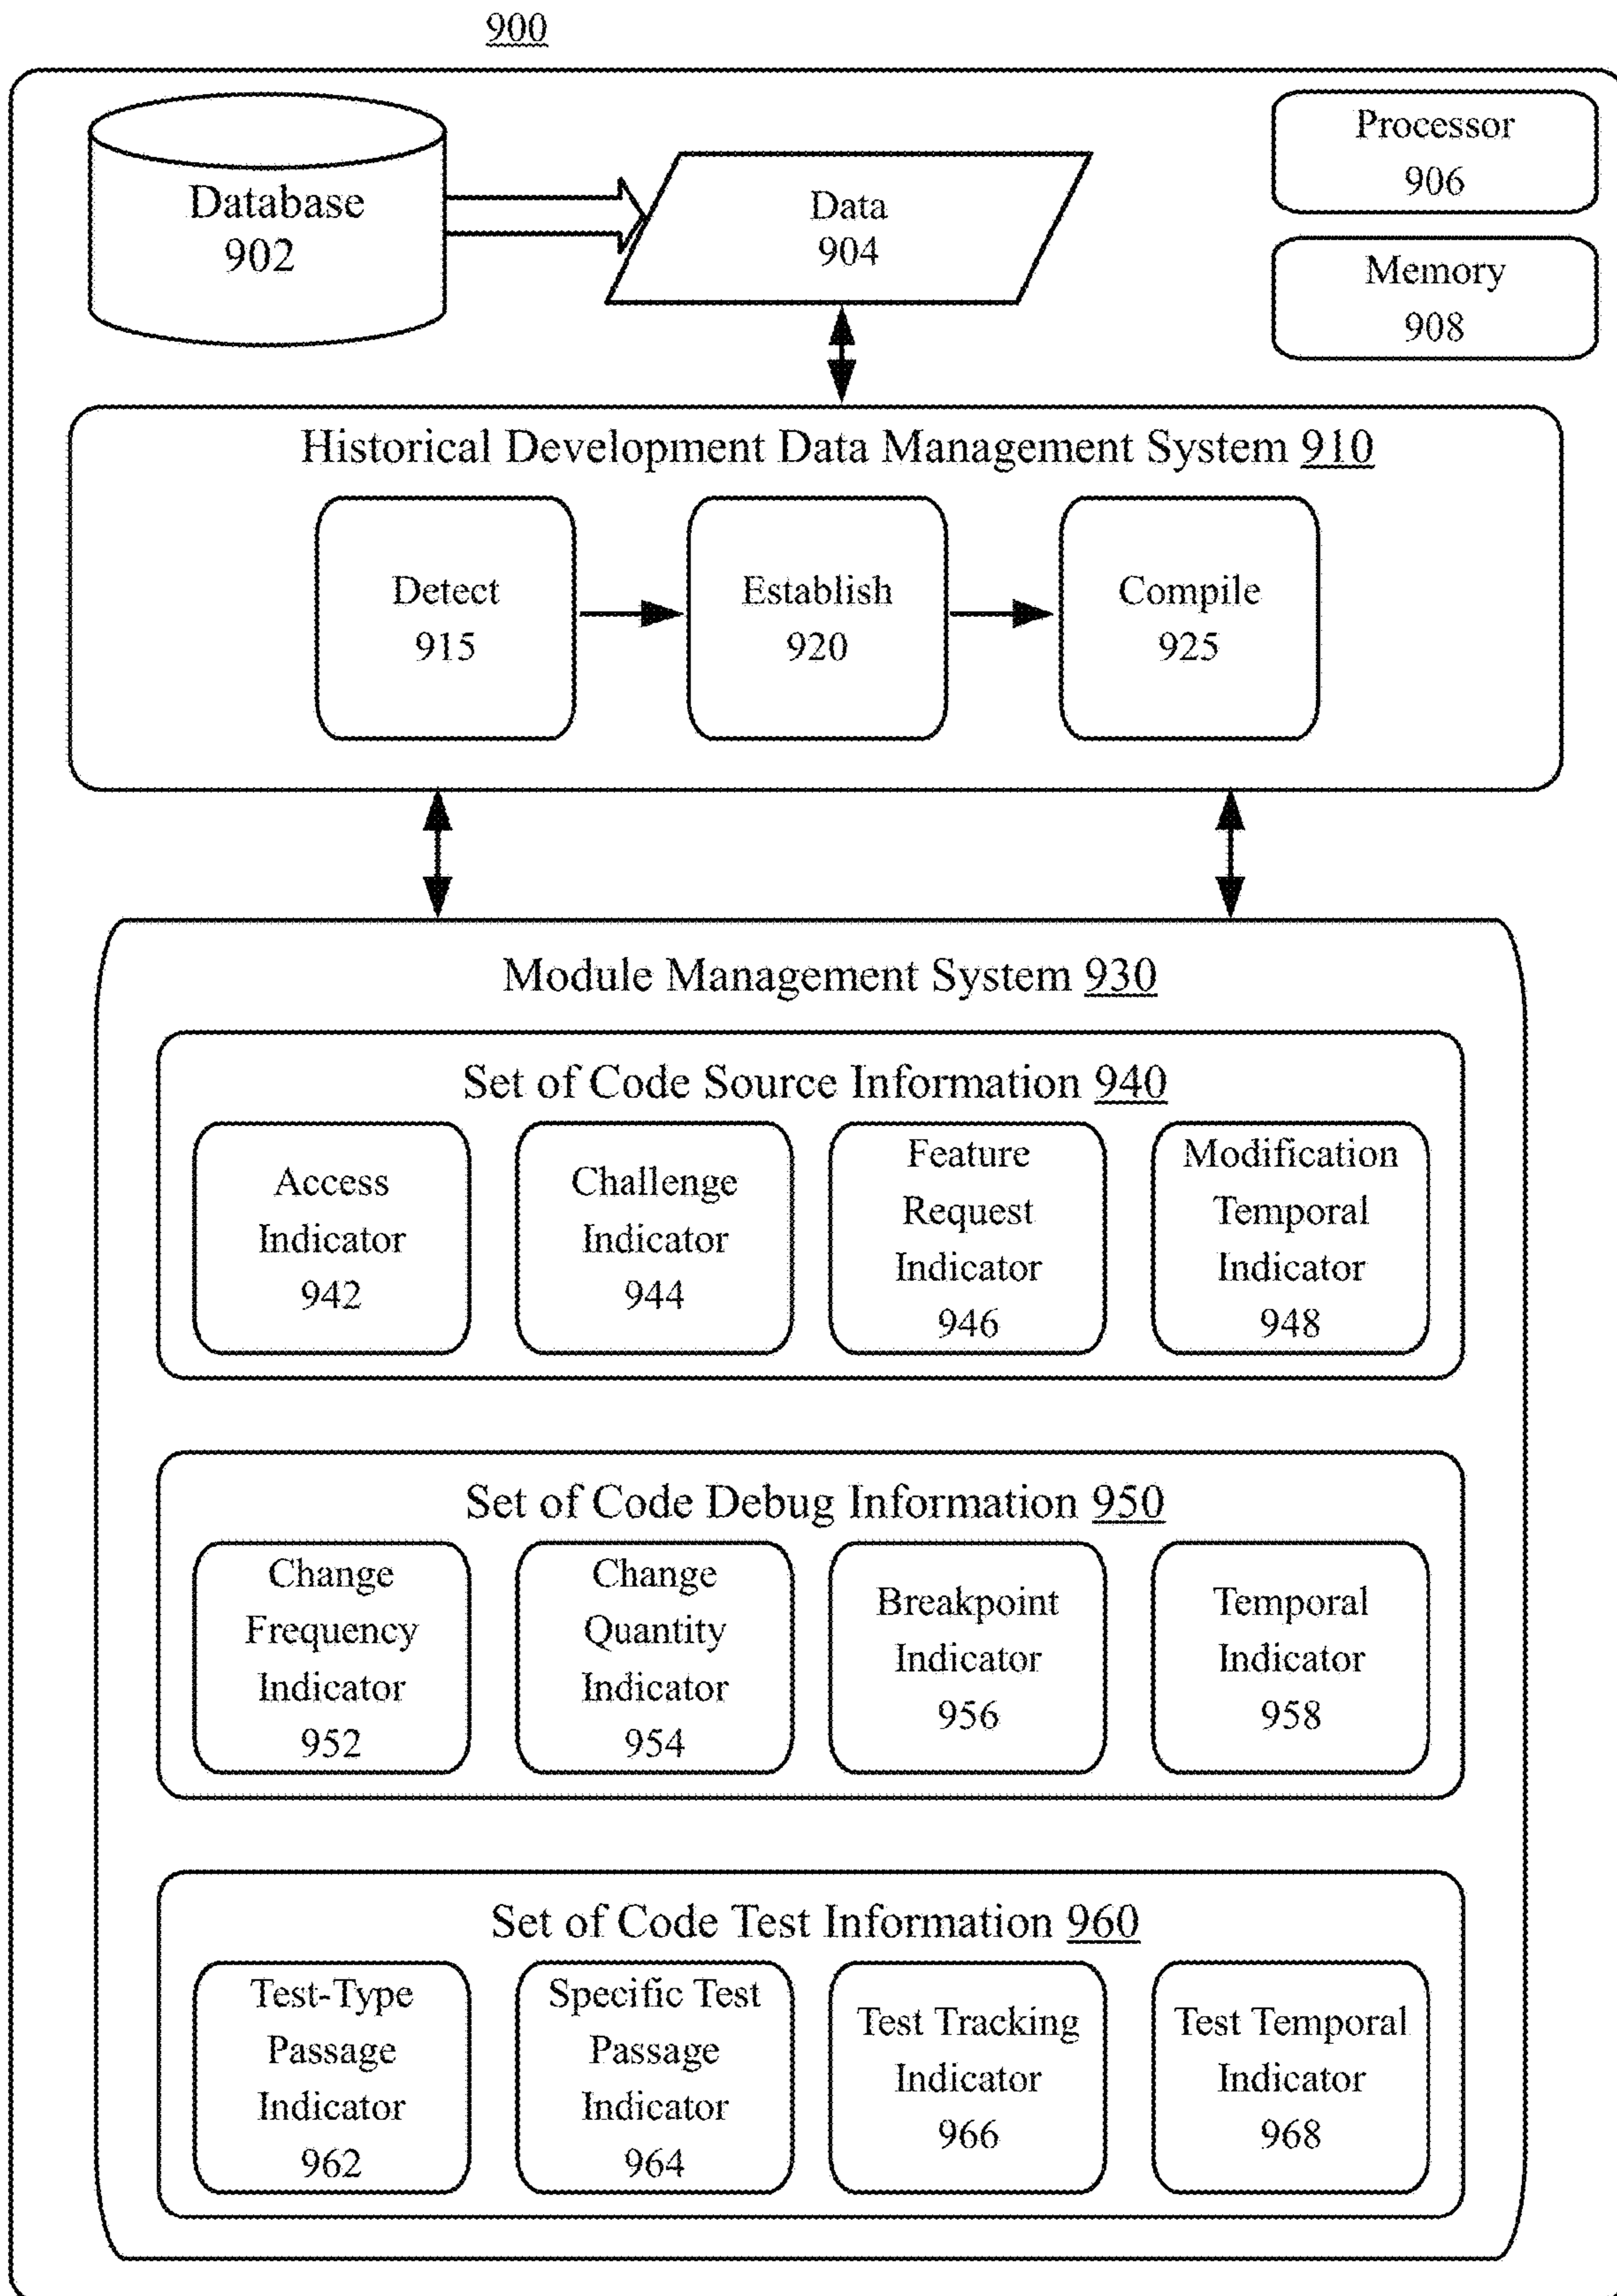 900
Database
902
Data
904
Processor
906
Memory
908
Historical Development Data Management System 910
Detect
915
Establish
920
Compile
925
Module Management System 930
Set of Code Source Information 940
Access
Indicator
942
Challenge
Indicator
944
Feature
Request
Indicator
946
Modification
Temporal
Indicator
948
Set of Code Debug Information 950
Change
Frequency
Indicator
952
Change
Quantity
Indicator
954
Breakpoint
Indicator
956
Temporal
Indicator
958
Set of Code Test Information 960
Test-Type
Passage
Indicator
962
Specific Test
Passage
Indicator
964
Test Tracking
Indicator
966
Test Temporal
Indicator
968